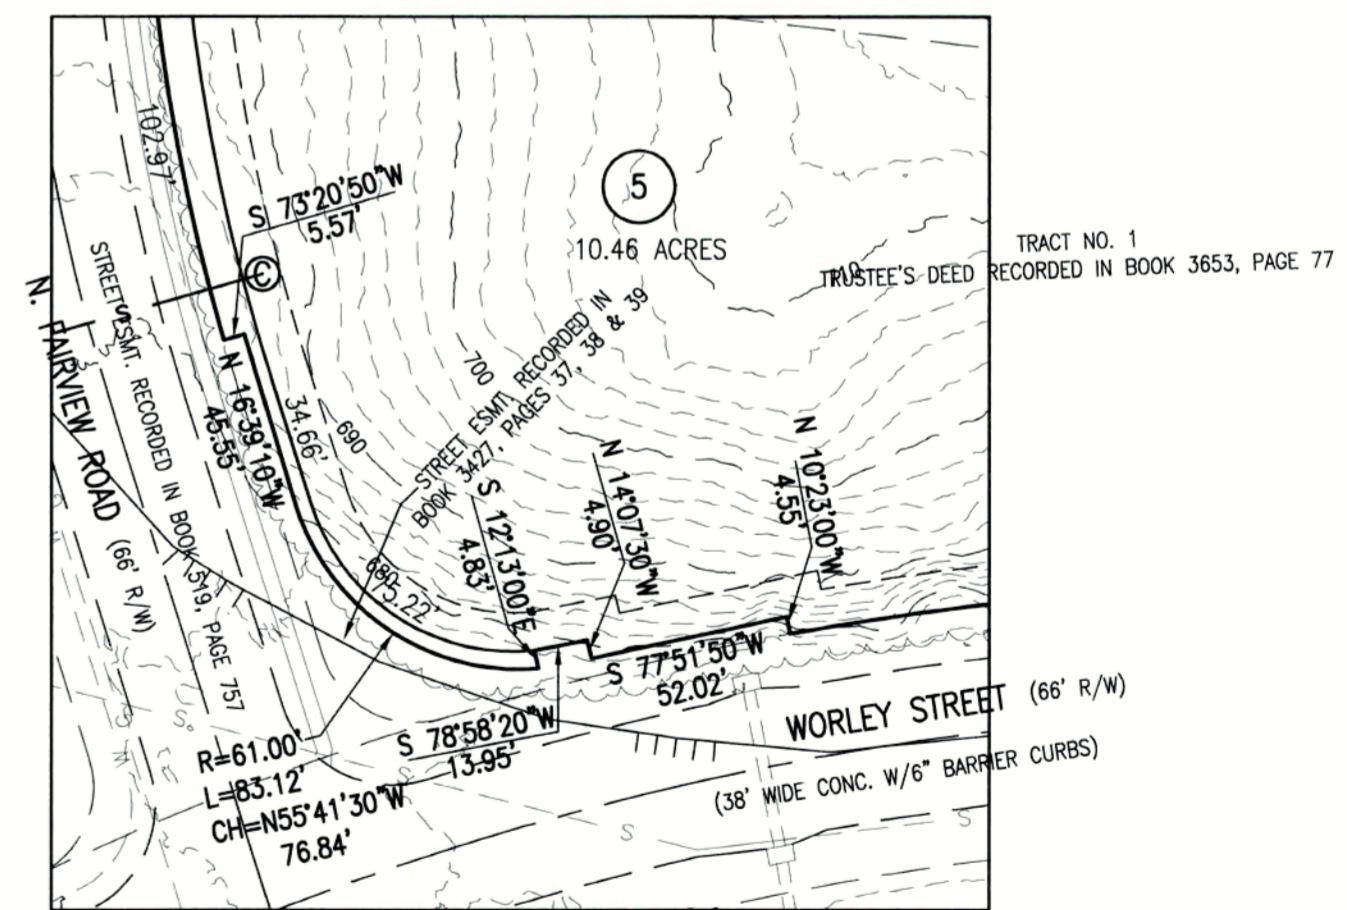 102.97'
S 73°20'50"W
5.57'
5
10.46 ACRES
TRACT NO. 1
TRUSTEE'S DEED RECORDED IN BOOK 3653, PAGE 77
710
STREET ESMT. RECORDED IN
BOOK 3427, PAGES 37, 38 & 39
N. FAIRVIEW ROAD (66' R/W)
STREET ESMT. RECORDED IN BOOK 1519, PAGE 757
N 16°39'10"W
45.55'
34.66'
690
700
680
75.22'
S 12°13'00"E
4.83'
N 14°07'30"W
4.90'
N 10°23'00"W
4.55'
S 77°51'50"W
52.02'
S 78°58'20"W
13.95'
R=61.00'
L=83.12'
CH=N55°41'30"W
76.84'
WORLEY STREET (66' R/W)
(38' WIDE CONC. W/6" BARRIER CURBS)
S
S
S
S